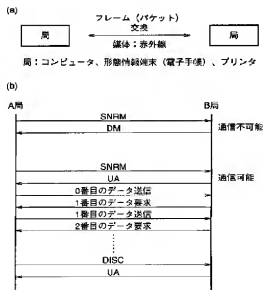 (a)
フレーム（パケット）
交換
局
局
媒体：赤外線
局：コンピュータ、形態情報端末（電子手帳）、プリンタ
(b)
A局
B局
SNRM
DM
通信不可能
SNRM
UA
通信可能
0番目のデータ送信
1番目のデータ要求
1番目のデータ送信
2番目のデータ要求
DISC
UA